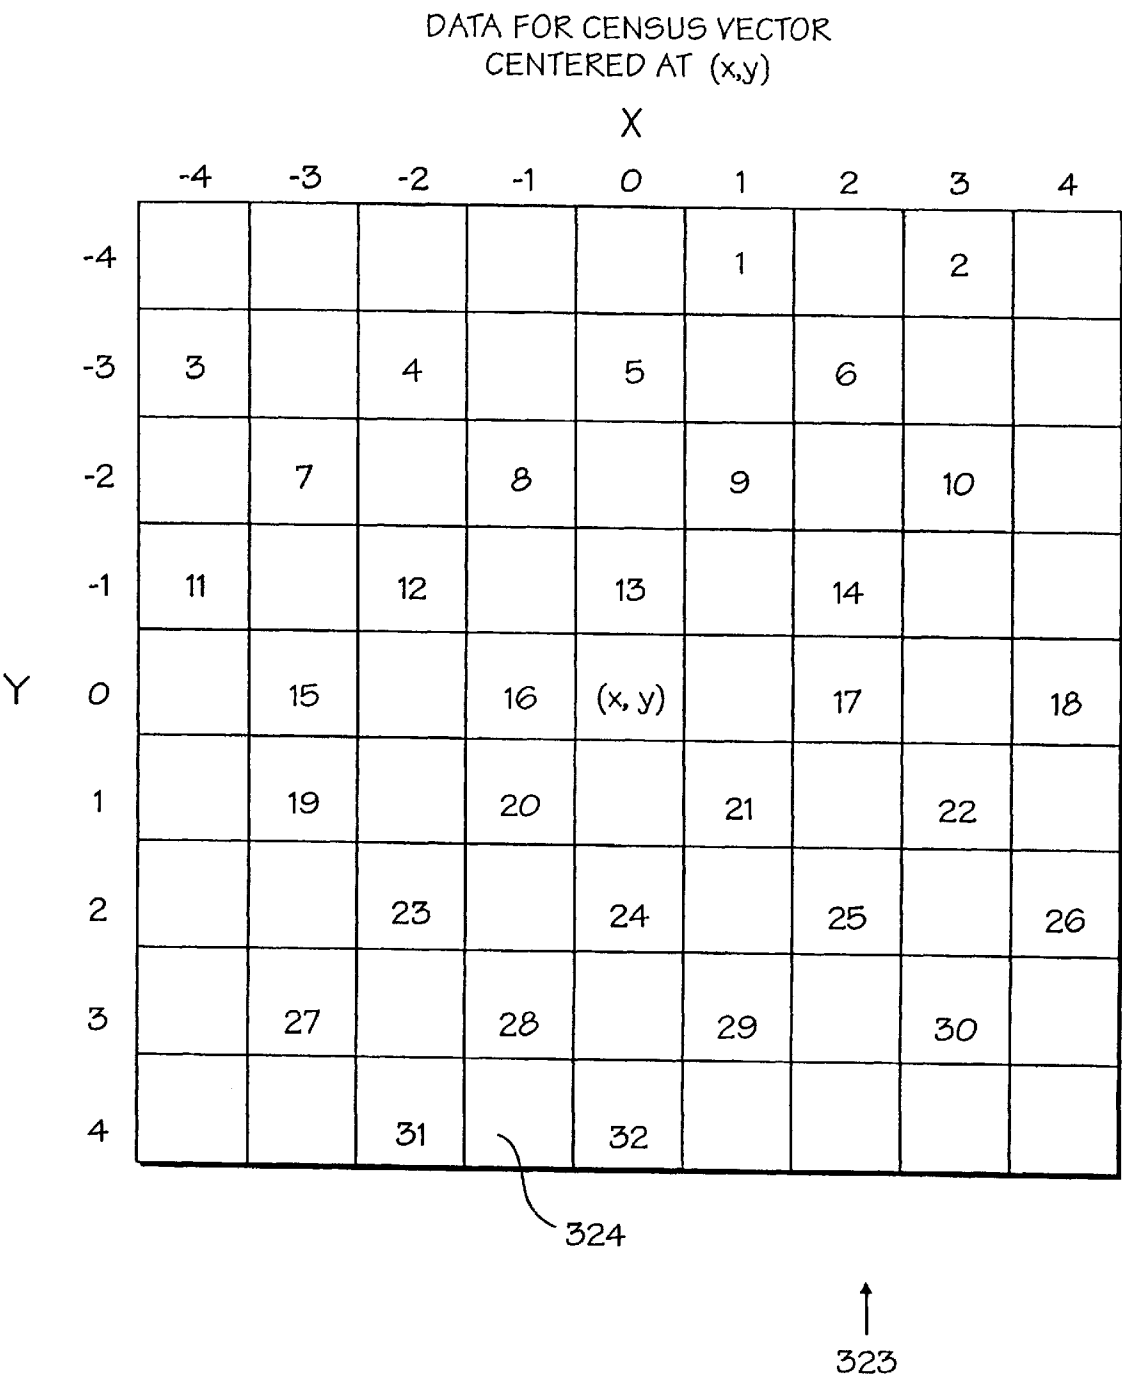 DATA FOR CENSUS VECTOR
CENTERED AT (x,y)
X
-4 -3 -2 -1 0 1 2 3 4
-4 1 2
-3 3 4 5 6
-2 7 8 9 10
-1 11 12 13 14
Y 0 15 16 (x, y) 17 18
1 19 20 21 22
2 23 24 25 26
3 27 28 29 30
4 31 32
324
323